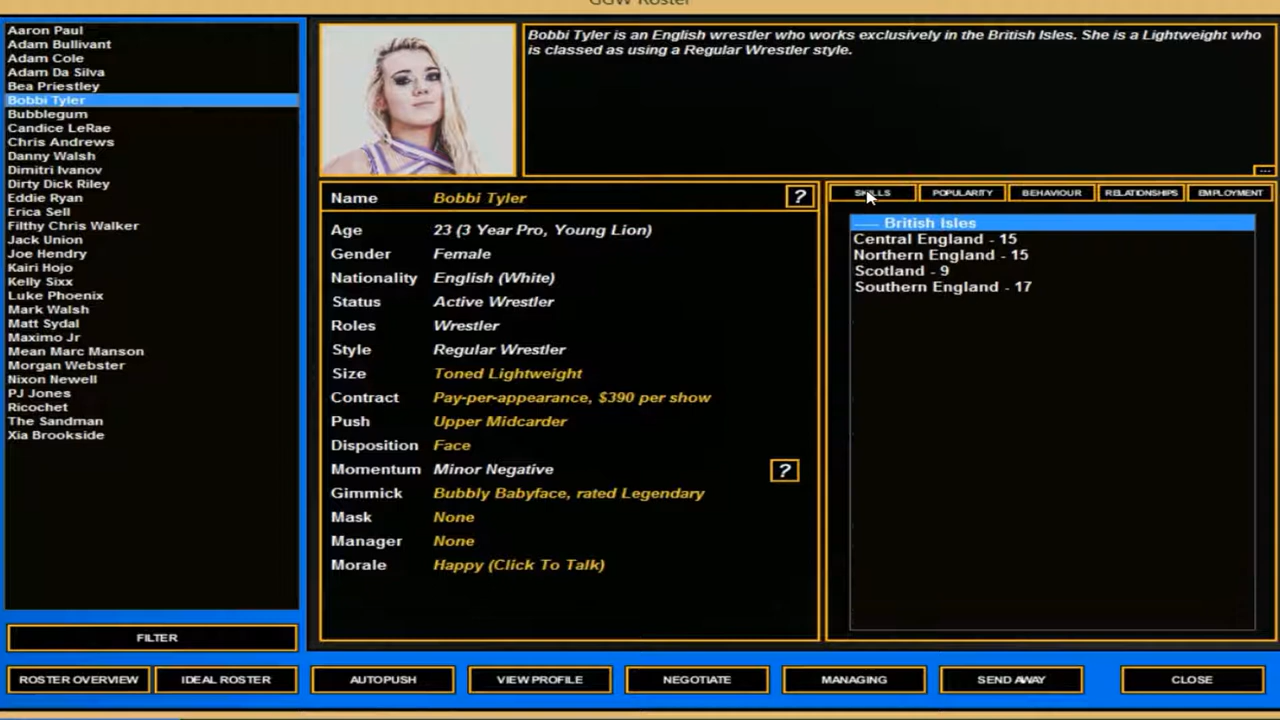 GGW Roster
Aaron Paul
Adam Bullivant
Adam Cole
Adam Da Silva
Bea Priestley
Bobbi Tyler
Bubblegum
Candice LeRae
Chris Andrews
Danny Walsh
Dimitri Ivanov
Dirty Dick Riley
Eddie Ryan
Erica Sell
Filthy Chris Walker
Jack Union
Joe Hendry
Kairi Hojo
Kelly Sixx
Luke Phoenix
Mark Walsh
Matt Sydal
Maximo Jr
Mean Marc Manson
Morgan Webster
Nixon Newell
PJ Jones
Ricochet
The Sandman
Xia Brookside
FILTER
Bobbi Tyler is an English wrestler who works exclusively in the British Isles. She is a Lightweight who
is classed as using a Regular Wrestler style.
...
Name Bobbi Tyler ?
Age 23 (3 Year Pro, Young Lion)
Gender Female
Nationality English (White)
Status Active Wrestler
Roles Wrestler
Style Regular Wrestler
Size Toned Lightweight
Contract Pay-per-appearance, $390 per show
Push Upper Midcarder
Disposition Face
Momentum Minor Negative ?
Gimmick Bubbly Babyface, rated Legendary
Mask None
Manager None
Morale Happy (Click To Talk)
SKILLS POPULARITY BEHAVIOUR RELATIONSHIPS EMPLOYMENT
---- British Isles
Central England - 15
Northern England - 15
Scotland - 9
Southern England - 17
ROSTER OVERVIEW IDEAL ROSTER AUTOPUSH VIEW PROFILE NEGOTIATE MANAGING SEND AWAY CLOSE